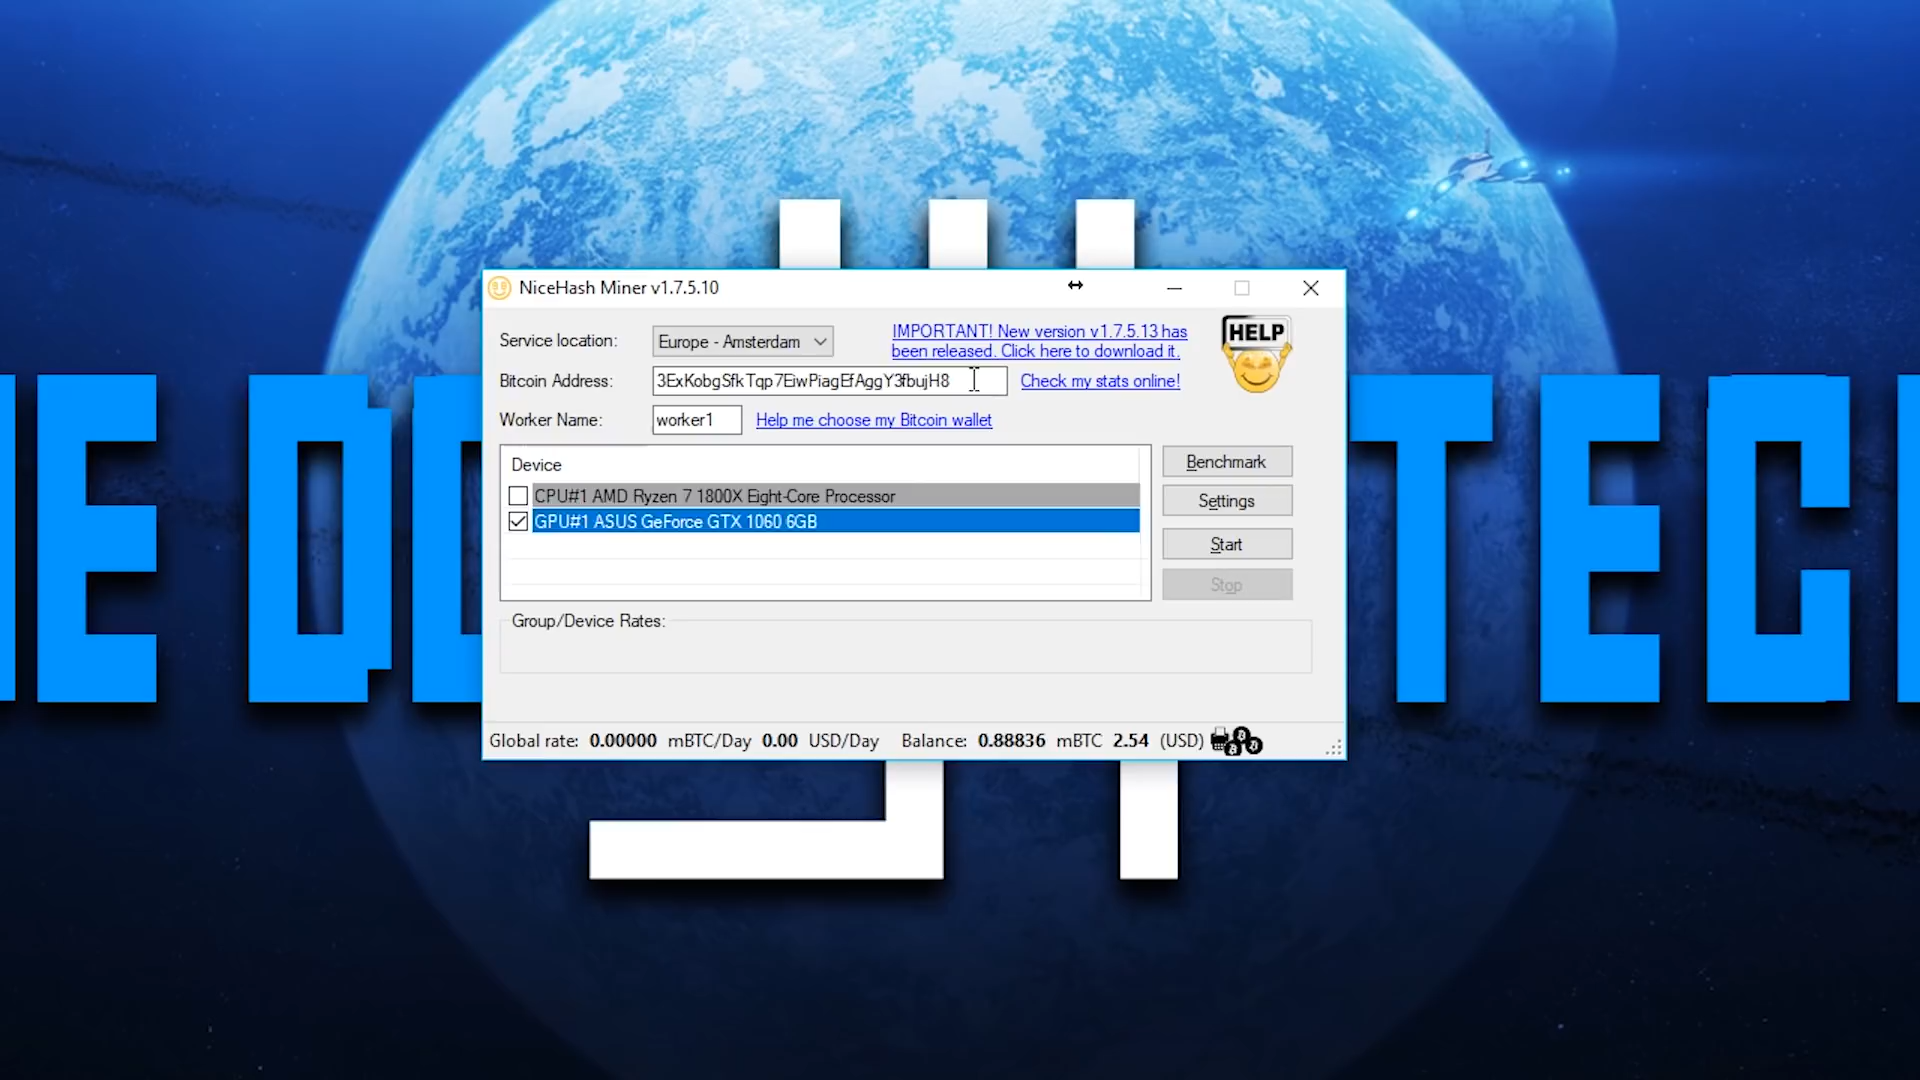 NiceHash Miner v1.7.5.10
Service location:
Europe - Amsterdam
IMPORTANT! New version v1.7.5.13 has
been released. Click here to download it.
HELP
Bitcoin Address:
3ExKobgSfkTqp7EiwPiagEfAggY3fbujH8
Check my stats online!
Worker Name:
worker1
Help me choose my Bitcoin wallet
Device
CPU#1 AMD Ryzen 7 1800X Eight-Core Processor
GPU#1 ASUS GeForce GTX 1060 6GB
Benchmark
Settings
Start
Stop
Group/Device Rates:
Global rate: 0.00000 mBTC/Day 0.00 USD/Day Balance: 0.88836 mBTC 2.54 (USD)
E D
TEC